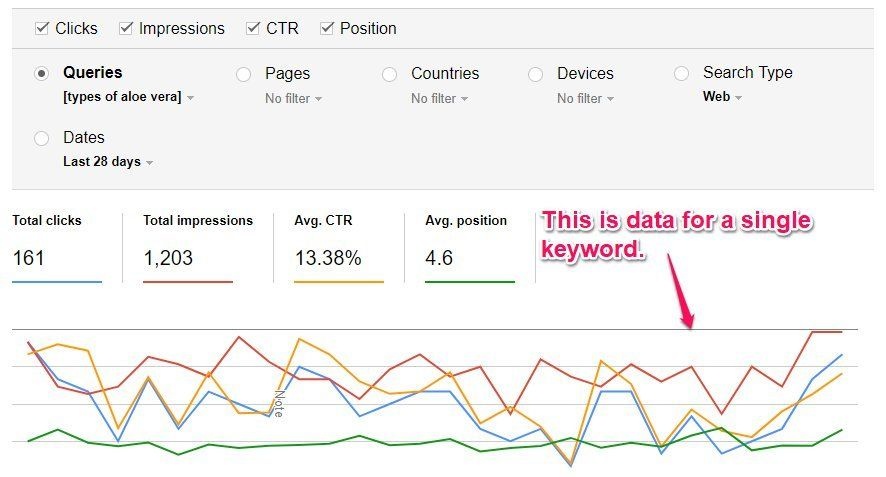 Clicks Impressions CTR Position
Queries Pages Countries Devices Search Type
[types of aloe vera] No filter No filter No filter Web
Dates
Last 28 days
Total clicks Total impressions Avg. CTR Avg. position
161 1,203 13.38% 4.6
This is data for a single
keyword.
Note